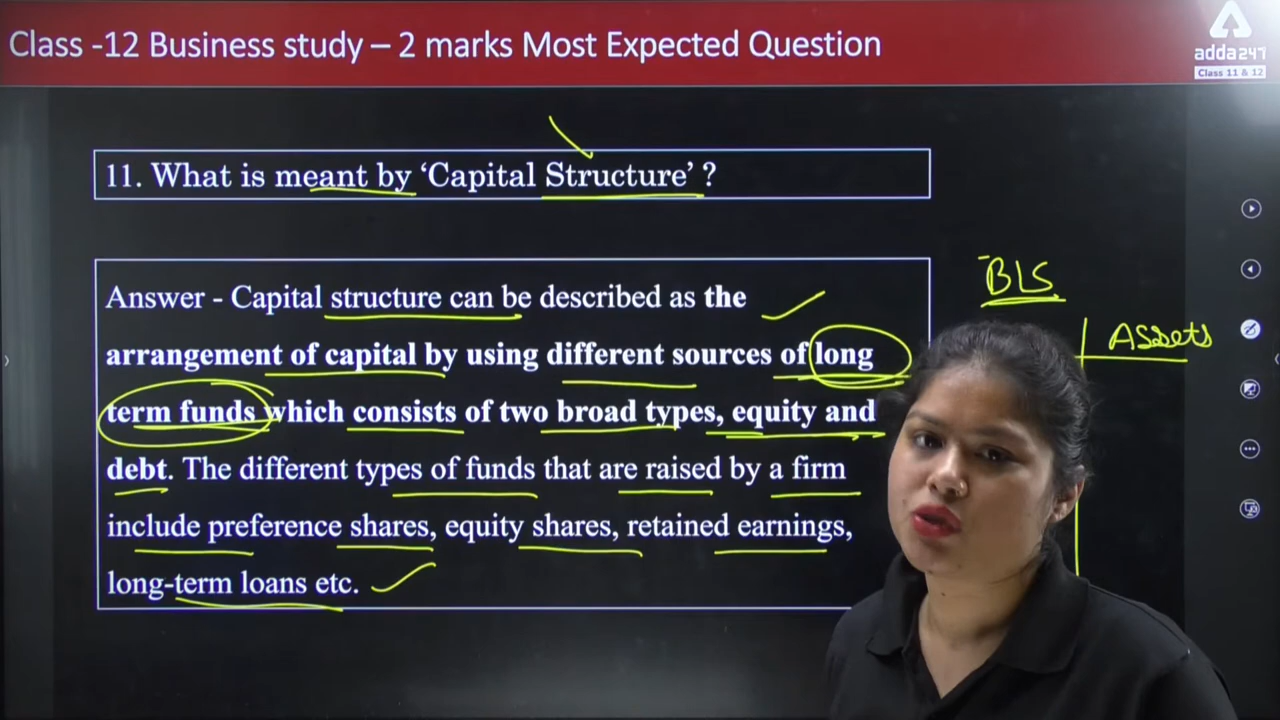 Class -12 Business study – 2 marks Most Expected Question
adda247
Class 11 & 12
11. What is meant by ‘Capital Structure’ ?
Answer - Capital structure can be described as the
arrangement of capital by using different sources of long
term funds which consists of two broad types, equity and
debt. The different types of funds that are raised by a firm
include preference shares, equity shares, retained earnings,
long-term loans etc.
B/S
Assets